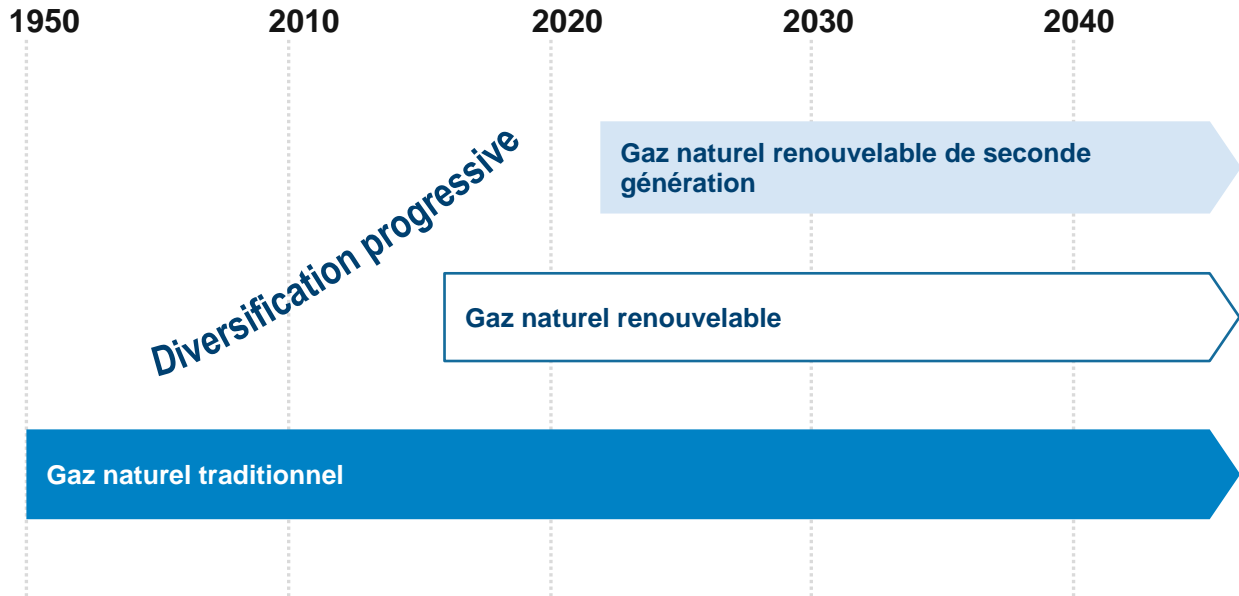 1950 2010 2020 2030 2040
Gaz naturel renouvelable de seconde
génération
Diversification progressive
Gaz naturel renouvelable
Gaz naturel traditionnel